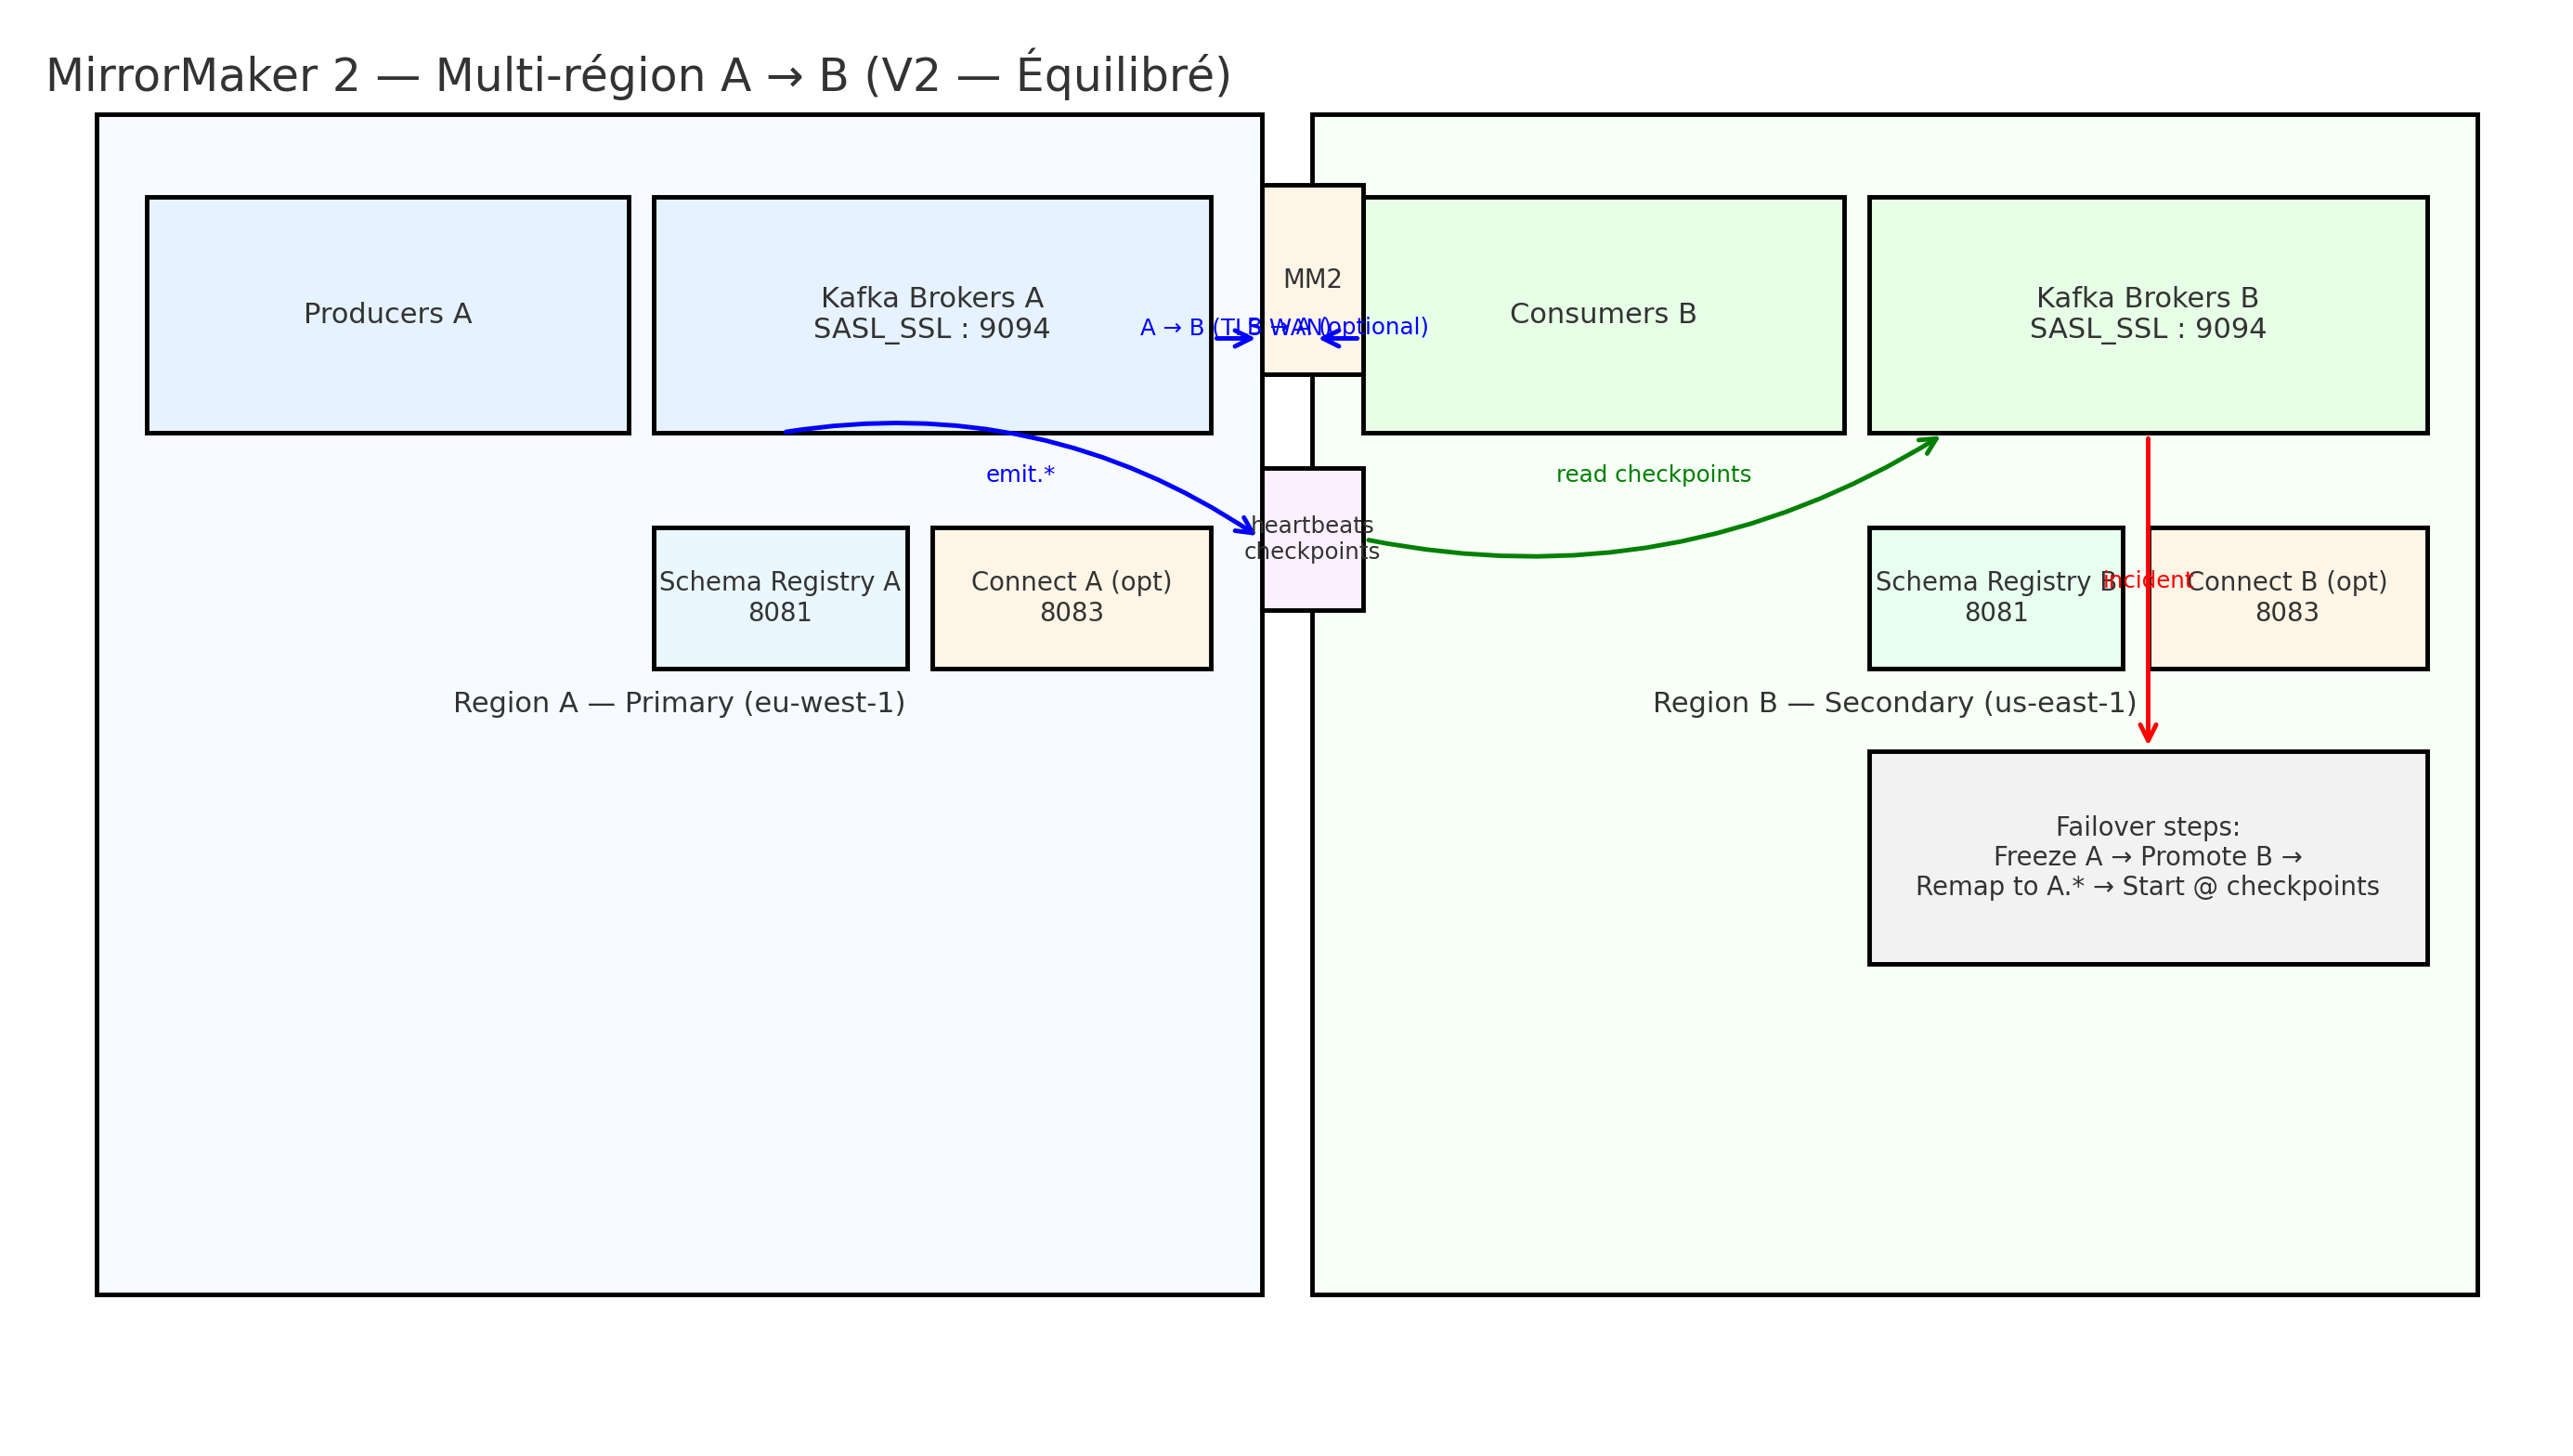 MirrorMaker 2 — Multi-région A → B (V2 — Équilibré)
Producers A
Kafka Brokers A
SASL_SSL : 9094
MM2
A → B (TLS WAN)
B → A (optional)
Consumers B
Kafka Brokers B
SASL_SSL : 9094
emit.*
heartbeats
checkpoints
read checkpoints
Schema Registry A
8081
Connect A (opt)
8083
Schema Registry B
8081
incident
Connect B (opt)
8083
Region A — Primary (eu-west-1)
Region B — Secondary (us-east-1)
Failover steps:
Freeze A → Promote B →
Remap to A.* → Start @ checkpoints